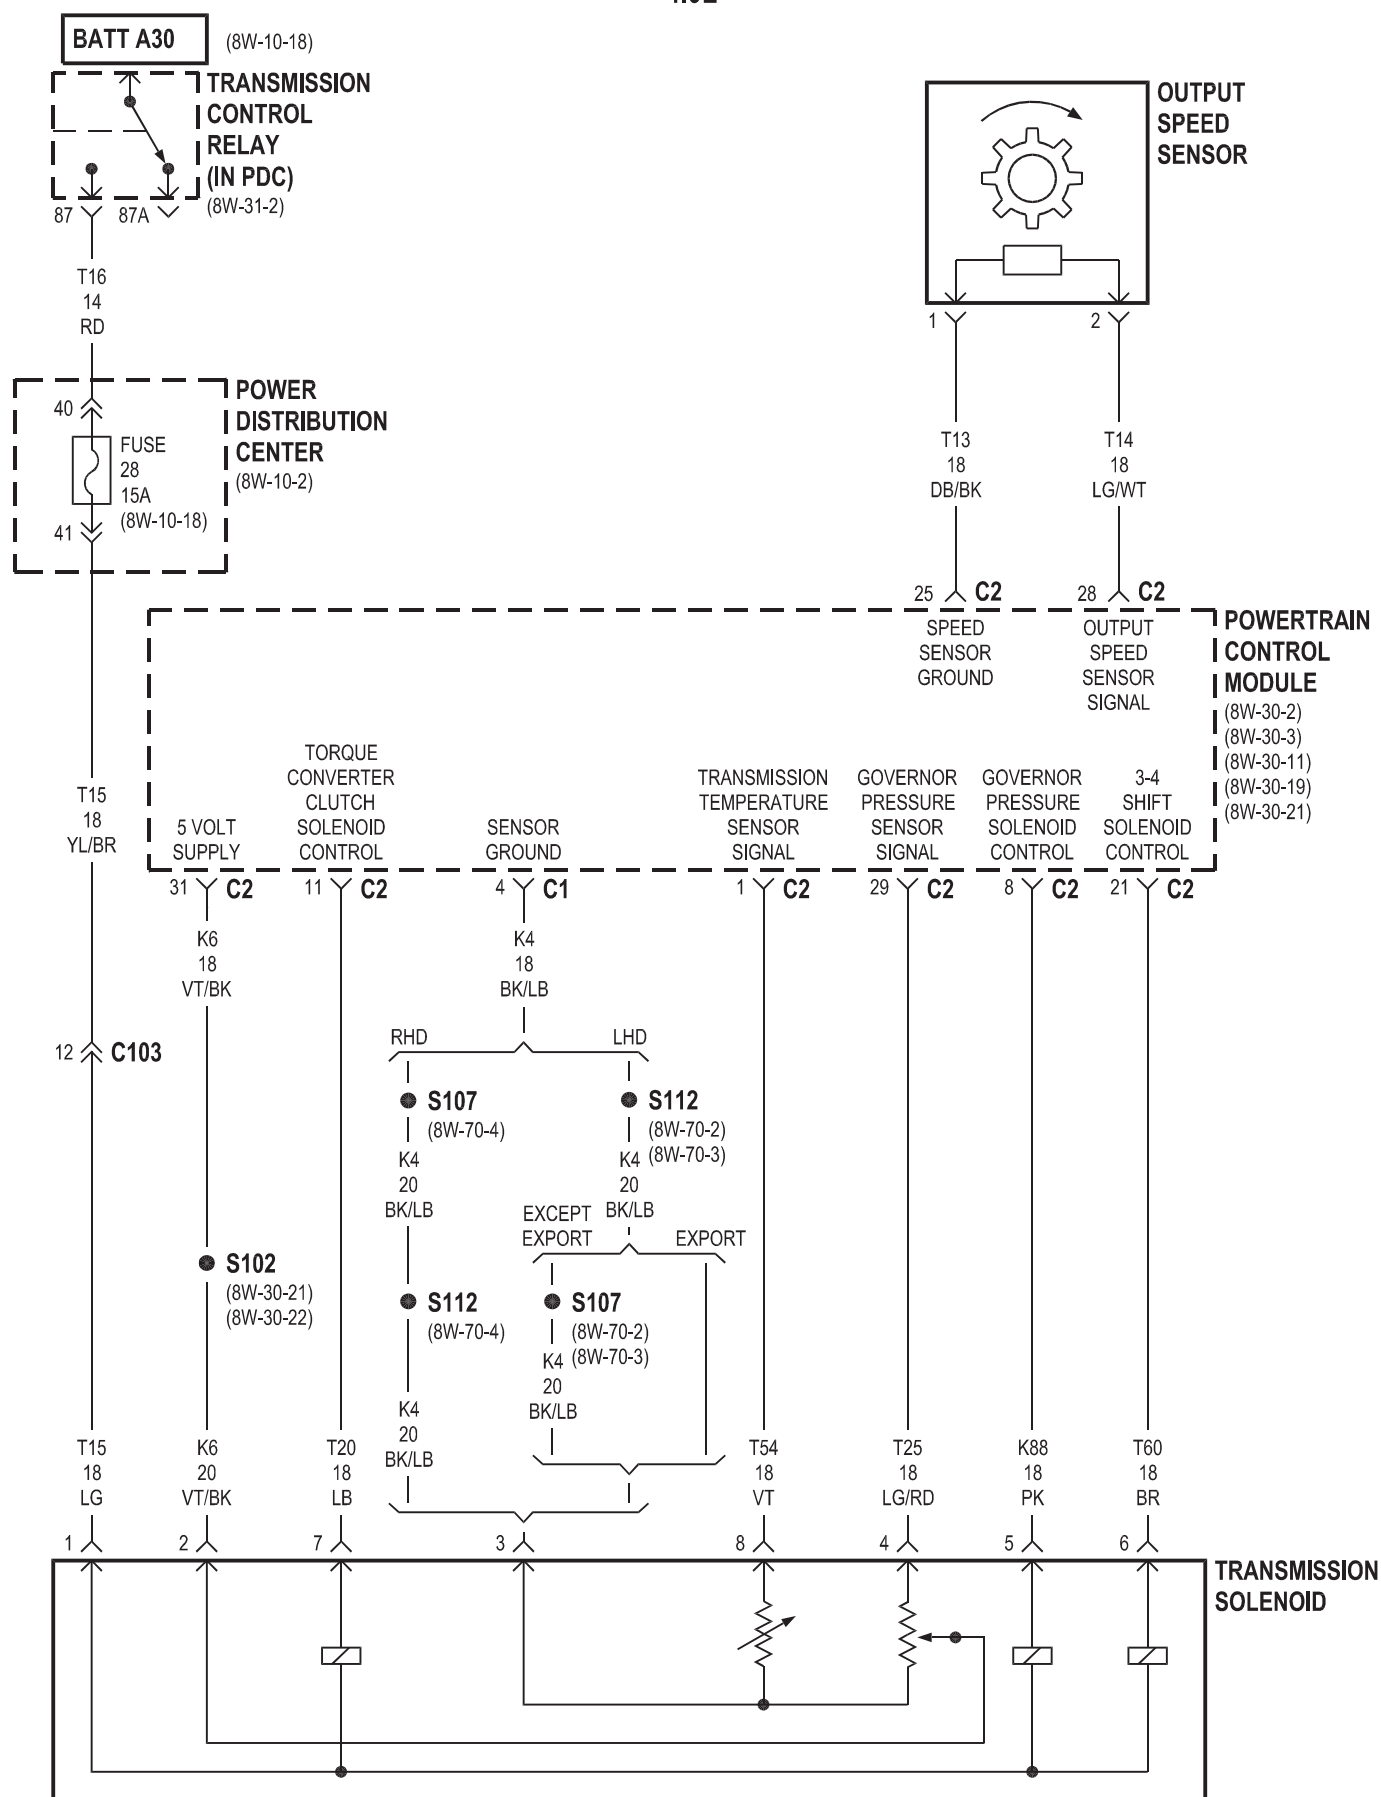 BATT A30
(8W-10-18)
TRANSMISSION
CONTROL
RELAY
(IN PDC)
(8W-31-2)
87
87A
T16
14
RD
OUTPUT
SPEED
SENSOR
1
2
POWER
DISTRIBUTION
CENTER
(8W-10-2)
40
FUSE
28
15A
(8W-10-18)
41
T13
18
DB/BK
T14
18
LG/WT
25
C2
28
C2
SPEED
SENSOR
GROUND
OUTPUT
SPEED
SENSOR
SIGNAL
POWERTRAIN
CONTROL
MODULE
(8W-30-2)
(8W-30-3)
(8W-30-11)
(8W-30-19)
(8W-30-21)
T15
18
YL/BR
5 VOLT
SUPPLY
TORQUE
CONVERTER
CLUTCH
SOLENOID
CONTROL
SENSOR
GROUND
TRANSMISSION
TEMPERATURE
SENSOR
SIGNAL
GOVERNOR
PRESSURE
SENSOR
SIGNAL
GOVERNOR
PRESSURE
SOLENOID
CONTROL
3-4
SHIFT
SOLENOID
CONTROL
31
C2
11
C2
4
C1
1
C2
29
C2
8
C2
21
C2
K6
18
VT/BK
K4
18
BK/LB
12
C103
RHD
LHD
S107
(8W-70-4)
S112
(8W-70-2)
(8W-70-3)
K4
20
BK/LB
K4
20
BK/LB
EXCEPT
EXPORT
EXPORT
S102
(8W-30-21)
(8W-30-22)
S112
(8W-70-4)
S107
(8W-70-2)
(8W-70-3)
K4
20
BK/LB
K4
20
BK/LB
T15
18
LG
K6
20
VT/BK
T20
18
LB
T54
18
VT
T25
18
LG/RD
K88
18
PK
T60
18
BR
1
2
7
3
8
4
5
6
TRANSMISSION
SOLENOID